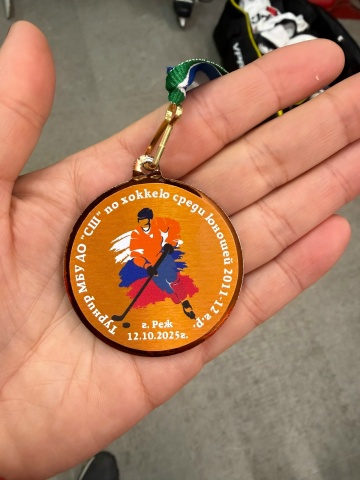 Турнир МБУ ДО "СШ" по хоккею среди юношей 2011-12 г.р.
г. Реж
12.10.2025г.